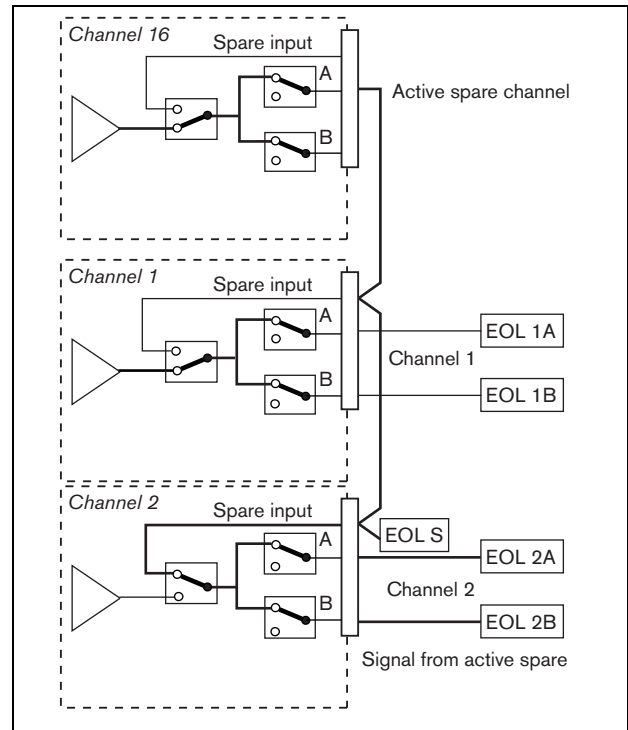 Channel 16
Spare input
A
Active spare channel
B
Channel 1
Spare input
A
EOL 1A
Channel 1
B
EOL 1B
Channel 2
Spare input
A
EOL S
EOL 2A
Channel 2
B
EOL 2B
Signal from active spare